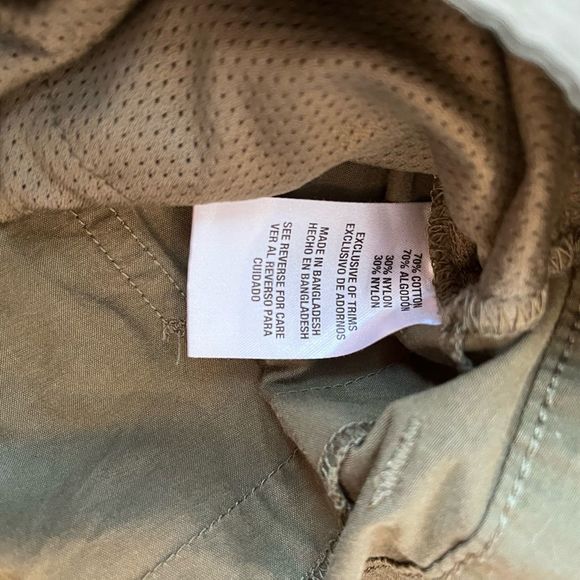 70% COTTON
70% ALGODÓN
30% NYLON
30% NYLON
EXCLUSIVE OF TRIMS
EXCLUSIVO DE ADORNOS
MADE IN BANGLADESH
HECHO EN BANGLADESH
SEE REVERSE FOR CARE
VER AL REVERSO PARA
CUIDADO